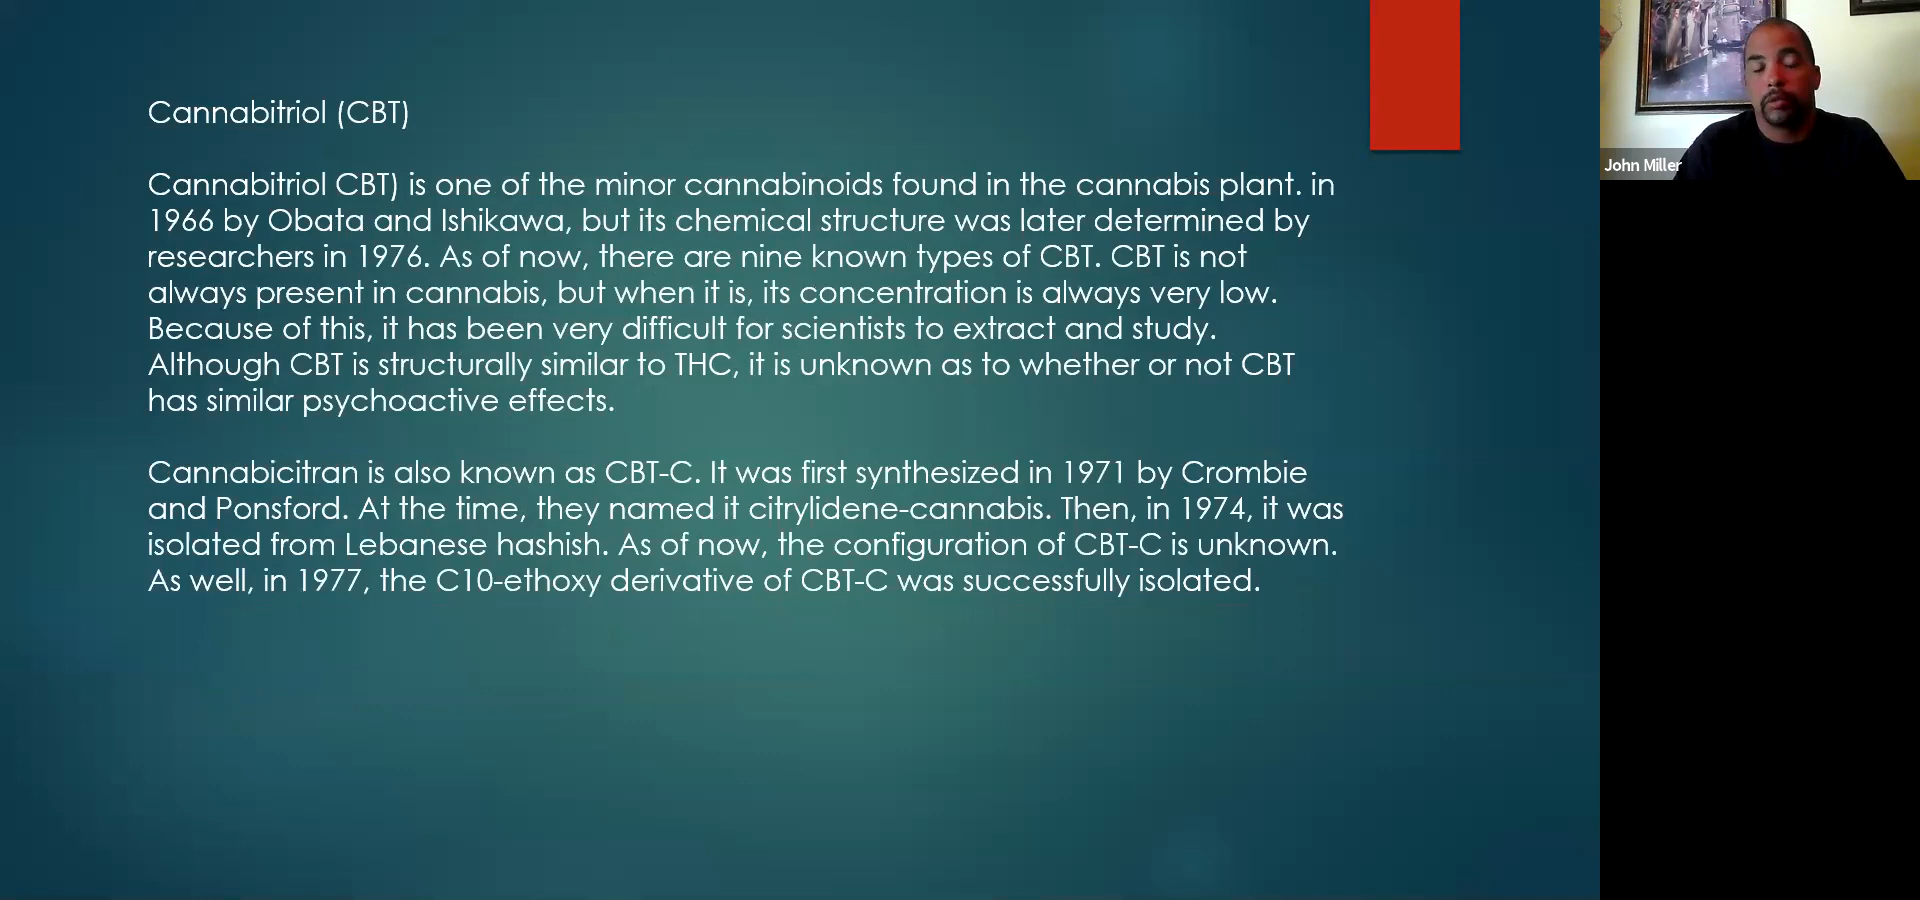 Cannabitriol (CBT)
Cannabitriol CBT) is one of the minor cannabinoids found in the cannabis plant. in
1966 by Obata and Ishikawa, but its chemical structure was later determined by
researchers in 1976. As of now, there are nine known types of CBT. CBT is not
always present in cannabis, but when it is, its concentration is always very low.
Because of this, it has been very difficult for scientists to extract and study.
Although CBT is structurally similar to THC, it is unknown as to whether or not CBT
has similar psychoactive effects.
Cannabicitran is also known as CBT-C. It was first synthesized in 1971 by Crombie
and Ponsford. At the time, they named it citrylidene-cannabis. Then, in 1974, it was
isolated from Lebanese hashish. As of now, the configuration of CBT-C is unknown.
As well, in 1977, the C10-ethoxy derivative of CBT-C was successfully isolated.
John Miller